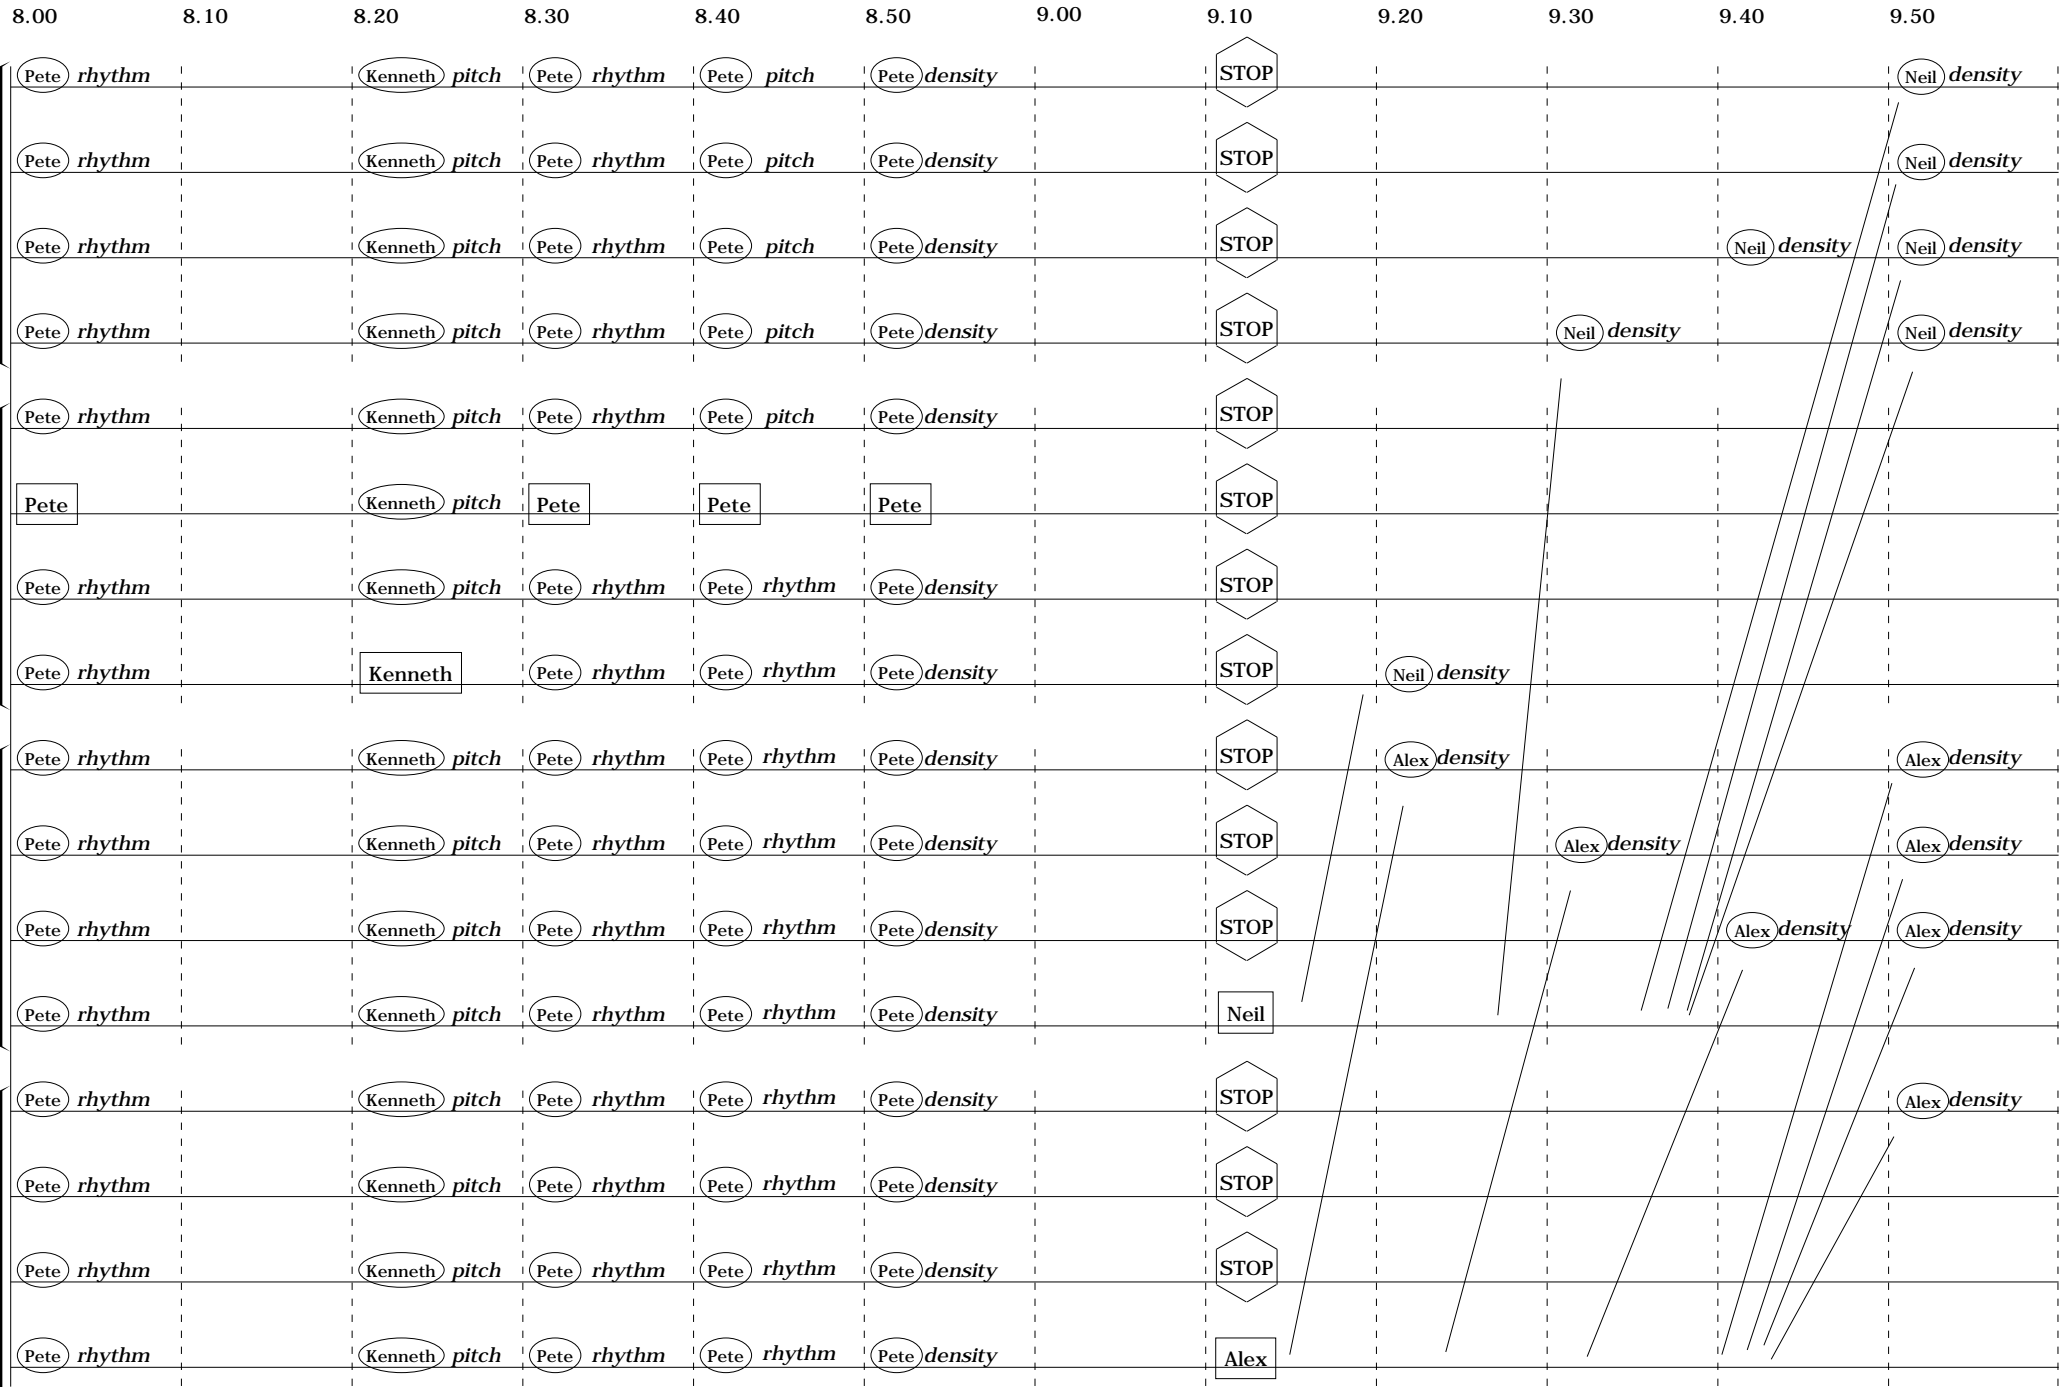 8.00 8.10 8.20 8.30 8.40 8.50 9.00 9.10 9.20 9.30 9.40 9.50
Pete rhythm Kenneth pitch Pete rhythm Pete pitch Pete density STOP Neil density
Pete rhythm Kenneth pitch Pete rhythm Pete pitch Pete density STOP Neil density
Pete rhythm Kenneth pitch Pete rhythm Pete pitch Pete density STOP Neil density Neil density
Pete rhythm Kenneth pitch Pete rhythm Pete pitch Pete density STOP Neil density Neil density
Pete rhythm Kenneth pitch Pete rhythm Pete pitch Pete density STOP
Pete Kenneth pitch Pete Pete Pete STOP
Pete rhythm Kenneth pitch Pete rhythm Pete rhythm Pete density STOP
Pete rhythm Kenneth Pete rhythm Pete rhythm Pete density STOP Neil density
Pete rhythm Kenneth pitch Pete rhythm Pete rhythm Pete density STOP Alex density Alex density
Pete rhythm Kenneth pitch Pete rhythm Pete rhythm Pete density STOP Alex density Alex density
Pete rhythm Kenneth pitch Pete rhythm Pete rhythm Pete density STOP Alex density Alex density
Pete rhythm Kenneth pitch Pete rhythm Pete rhythm Pete density Neil
Pete rhythm Kenneth pitch Pete rhythm Pete rhythm Pete density STOP Alex density
Pete rhythm Kenneth pitch Pete rhythm Pete rhythm Pete density STOP
Pete rhythm Kenneth pitch Pete rhythm Pete rhythm Pete density STOP
Pete rhythm Kenneth pitch Pete rhythm Pete rhythm Pete density Alex